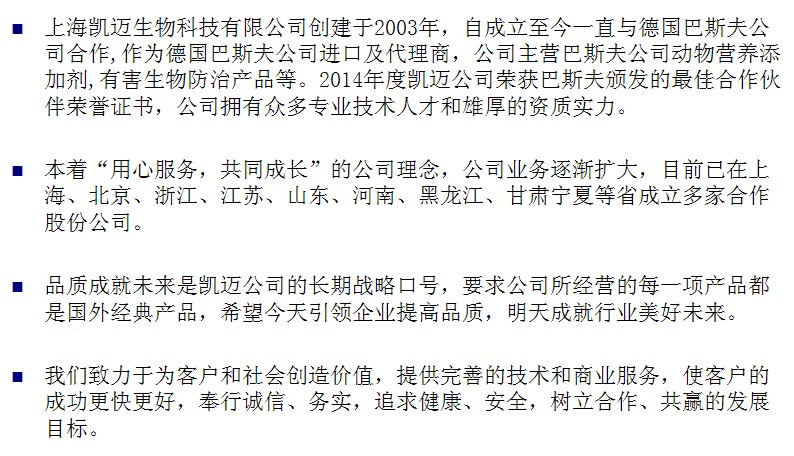 上海凯迈生物科技有限公司创建于2003年，自成立至今一直与德国巴斯夫公
司合作,作为德国巴斯夫公司进口及代理商，公司主营巴斯夫公司动物营养添
加剂,有害生物防治产品等。2014年度凯迈公司荣获巴斯夫颁发的最佳合作伙
伴荣誉证书，公司拥有众多专业技术人才和雄厚的资质实力。
本着“用心服务，共同成长”的公司理念，公司业务逐渐扩大，目前已在上
海、北京、浙江、江苏、山东、河南、黑龙江、甘肃宁夏等省成立多家合作
股份公司。
品质成就未来是凯迈公司的长期战略口号，要求公司所经营的每一项产品都
是国外经典产品，希望今天引领企业提高品质，明天成就行业美好未来。
我们致力于为客户和社会创造价值，提供完善的技术和商业服务，使客户的
成功更快更好，奉行诚信、务实，追求健康、安全，树立合作、共赢的发展
目标。